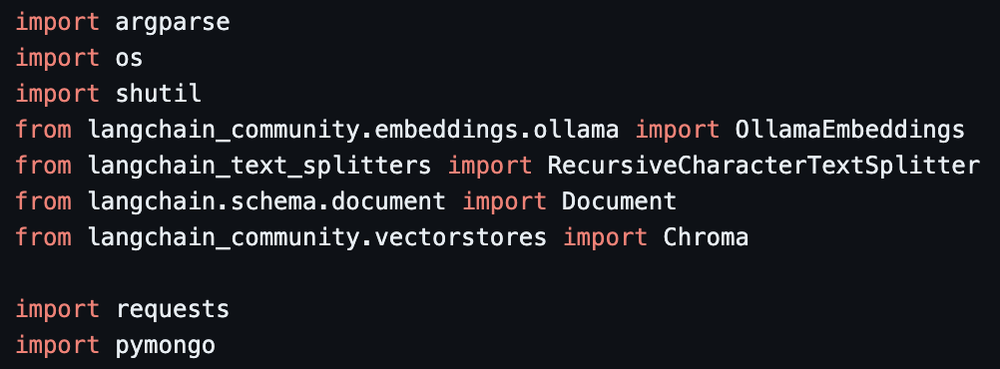 import argparse
import os
import shutil
from langchain_community.embeddings.ollama import OllamaEmbeddings
from langchain_text_splitters import RecursiveCharacterTextSplitter
from langchain.schema.document import Document
from langchain_community.vectorstores import Chroma
import requests
import pymongo